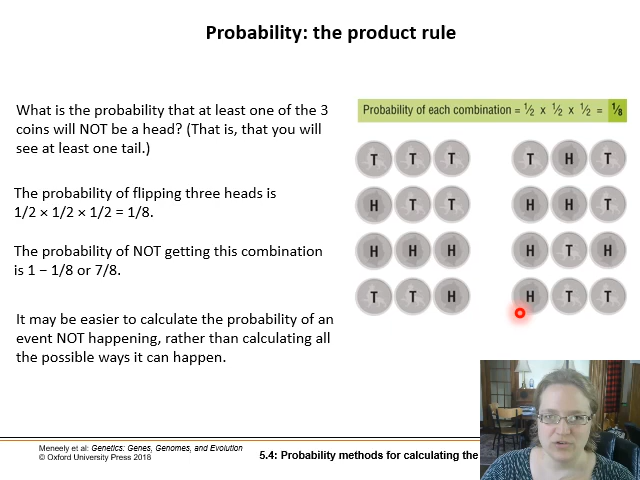 Probability: the product rule
What is the probability that at least one of the 3
coins will NOT be a head? (That is, that you will
see at least one tail.)
The probability of flipping three heads is
1/2 × 1/2 × 1/2 = 1/8.
The probability of NOT getting this combination
is 1 − 1/8 or 7/8.
It may be easier to calculate the probability of an
event NOT happening, rather than calculating all
the possible ways it can happen.
Probability of each combination = ½ x ½ x ½ = ⅛
T T T T H T
H T T H H T
H H H H T H
T T H H T T
Meneely et al: Genetics: Genes, Genomes, and Evolution
© Oxford University Press 2018
5.4: Probability methods for calculating the